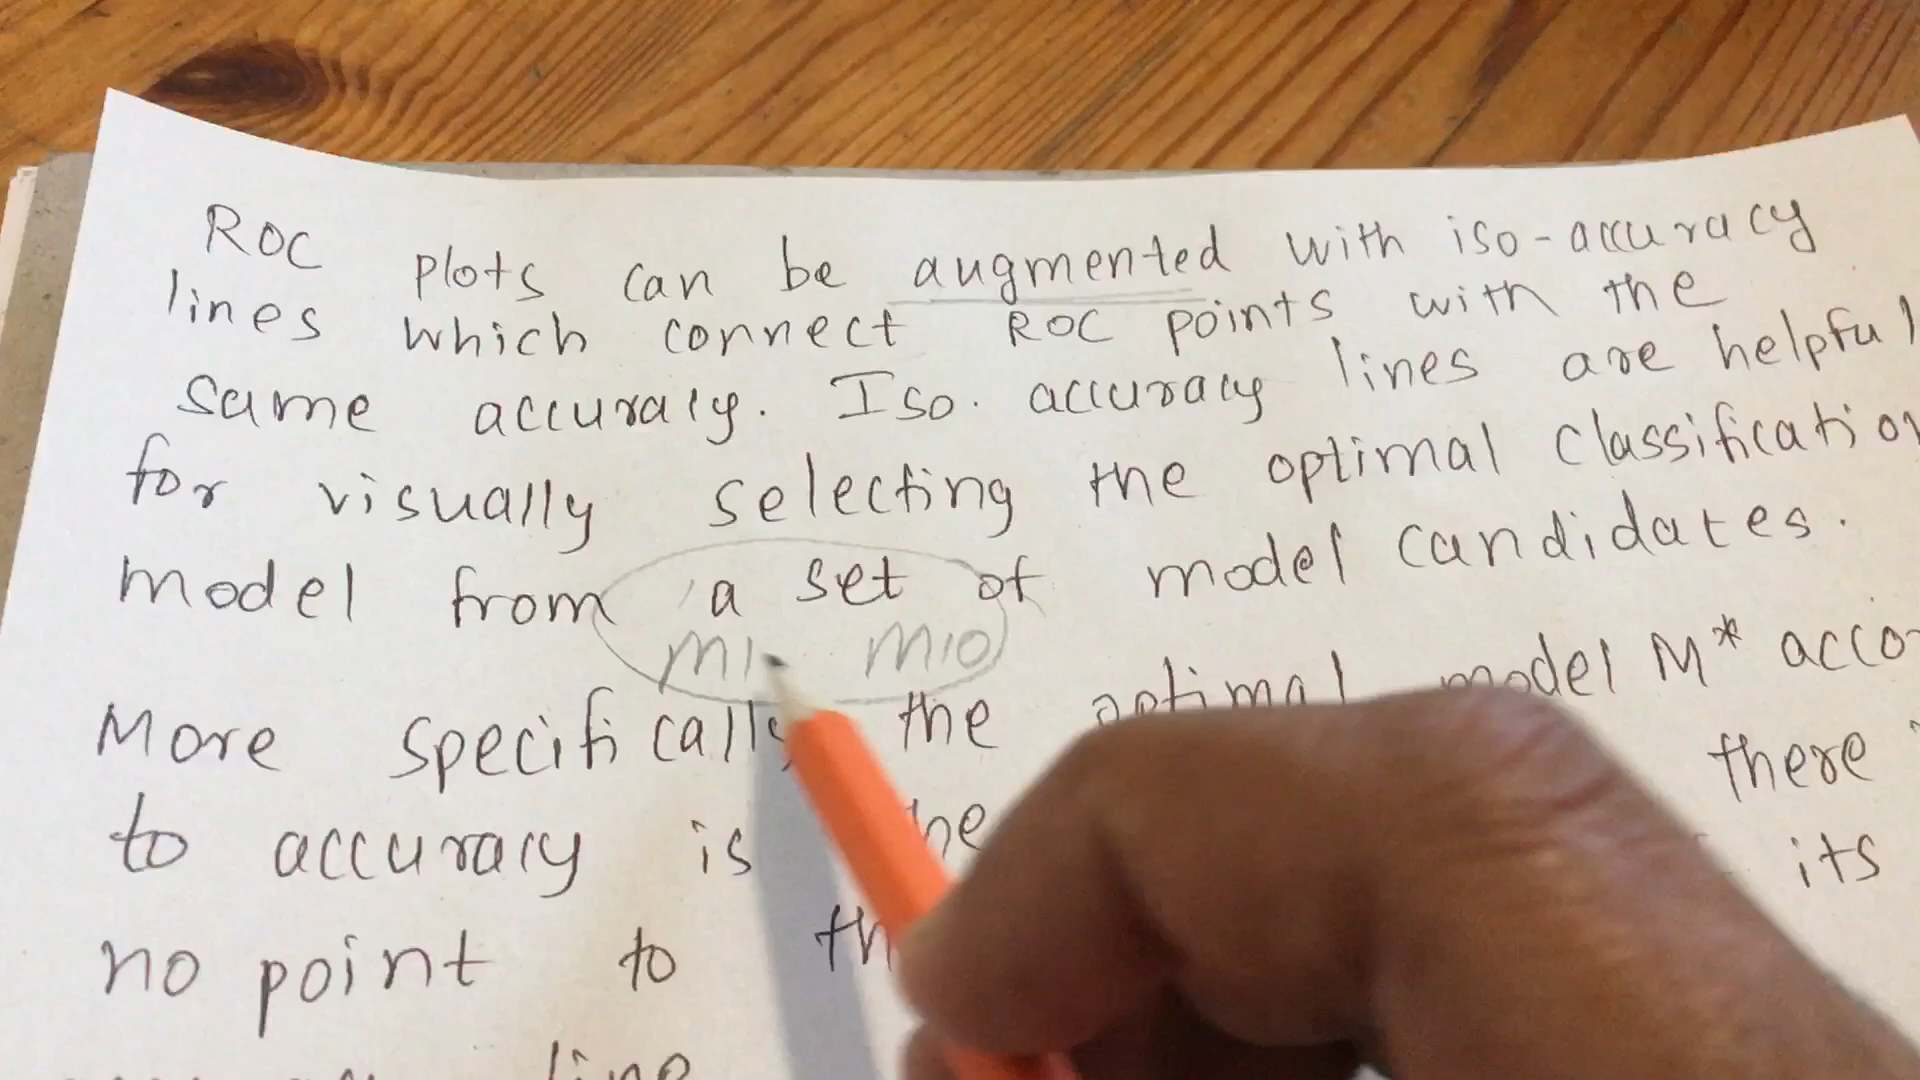 ROC plots can be augmented with iso-accuracy
lines which connect ROC points with the
same accuracy. Iso. accuracy lines are helpful
for visually selecting the optimal classification
model from a set of model candidates.
M1 M10
More specifically the optimal model M*
to accuracy is there
no point to its
line